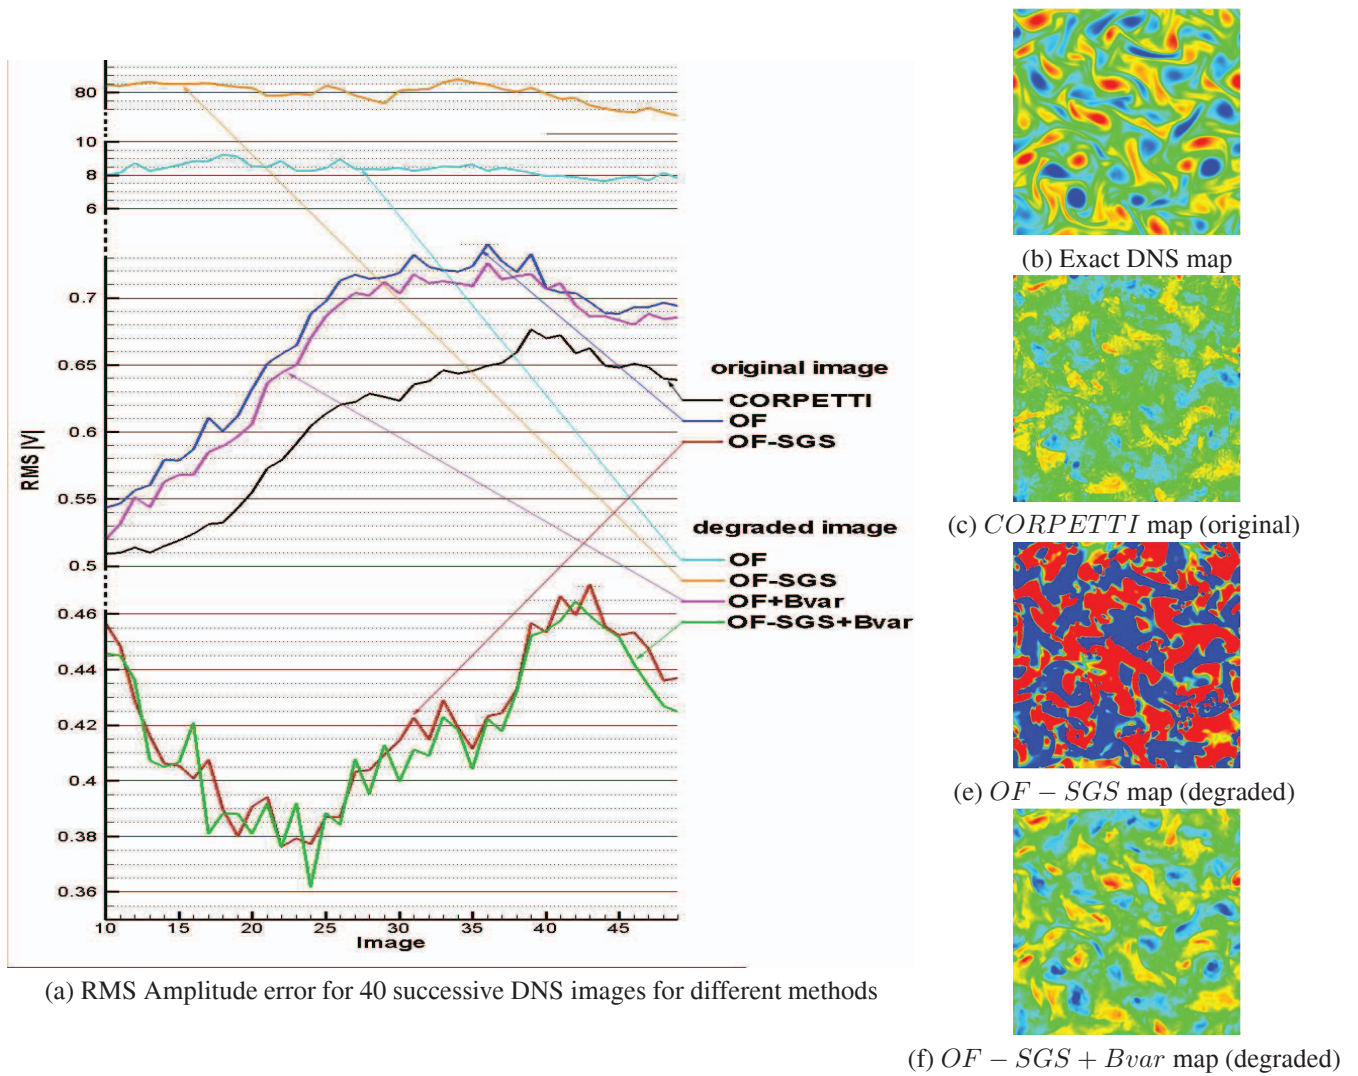 80
10
8
6
0.7
0.65
0.6
0.55
0.5
0.46
0.44
0.42
0.4
0.38
0.36
RMS |V|
10 15 20 25 30 35 40 45
Image
original image
CORPETTI
OF
OF-SGS
degraded image
OF
OF-SGS
OF+Bvar
OF-SGS+Bvar
(a) RMS Amplitude error for 40 successive DNS images for different methods
(b) Exact DNS map
(c) CORPETTI map (original)
(e) OF − SGS map (degraded)
(f) OF − SGS + Bvar map (degraded)